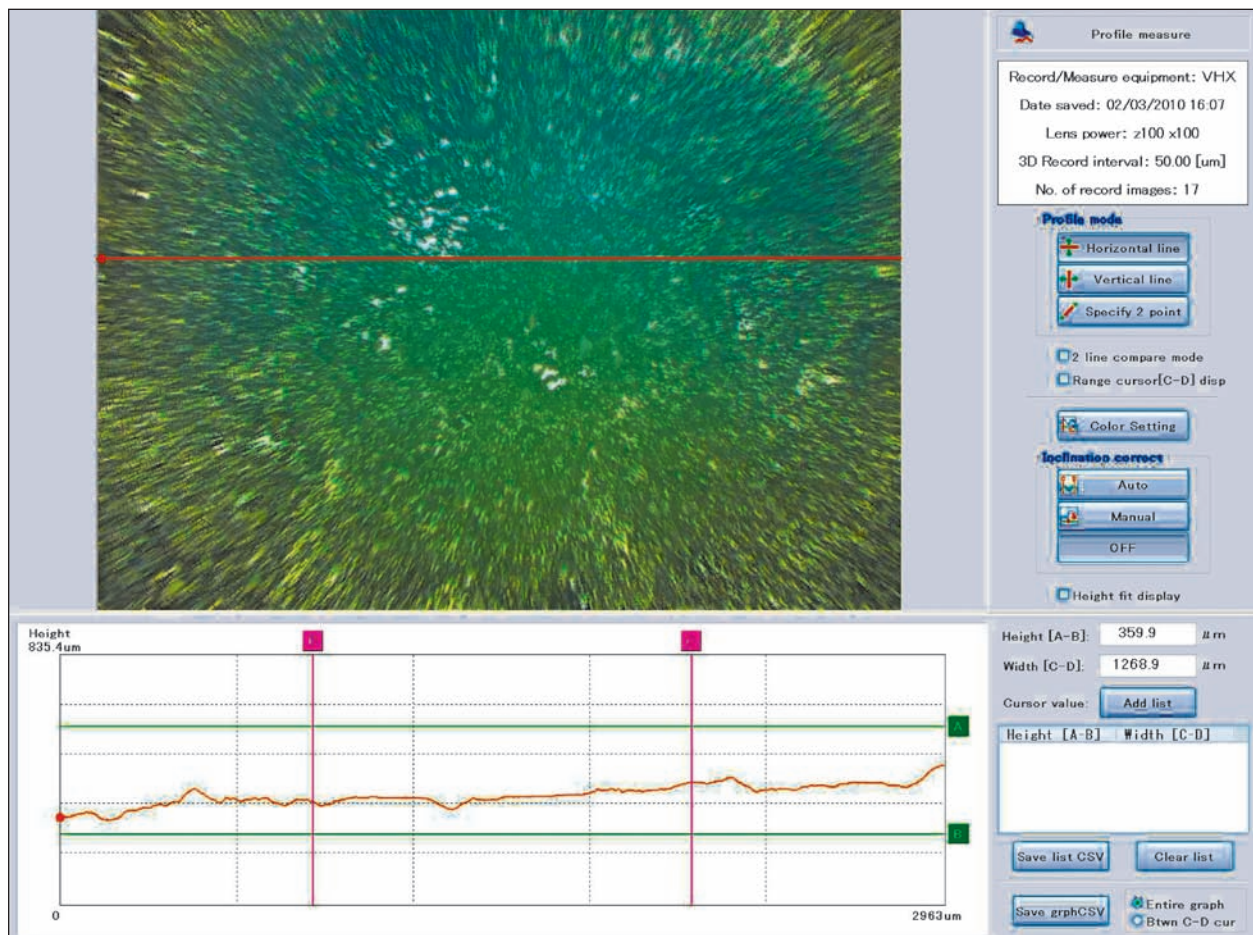 Profile measure
Record/Measure equipment: VHX
Date saved: 02/03/2010 16:07
Lens power: z100 x100
3D Record interval: 50.00 [um]
No. of record images: 17
Profile mode
Horizontal line
Vertical line
Specify 2 point
2 line compare mode
Range cursor[C-D] disp
Color Setting
Inclination correct
Auto
Manual
OFF
Height fit display
Height
835.4um
A
B
0
2963um
Height [A-B]: 359.9 μm
Width [C-D]: 1268.9 μm
Cursor value: Add list
Height [A-B] Width [C-D]
Save list CSV Clear list
Save grphCSV
Entire graph
Btwn C-D cur